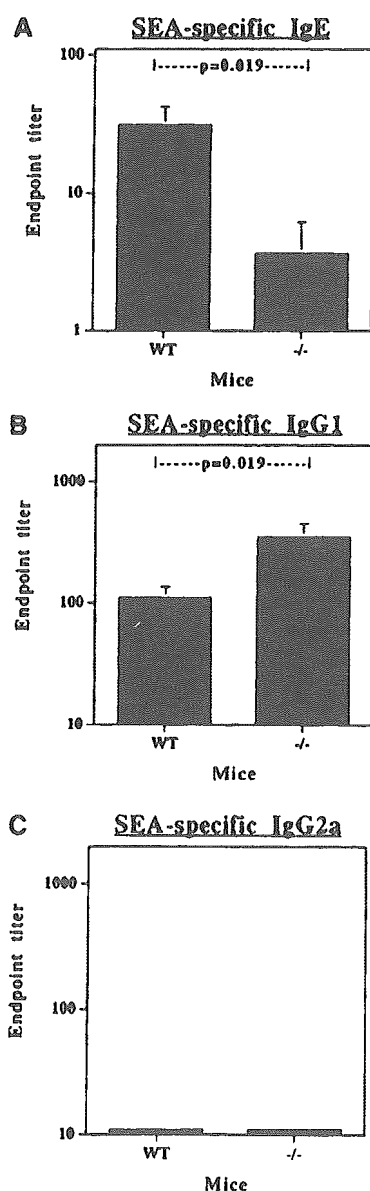 A SEA-specific IgE
100
|------p=0.019------|
Endpoint titer
10
1
WT -/-
Mice
B SEA-specific IgG1
|------p=0.019------|
1000
Endpoint titer
100
10
WT -/-
Mice
C SEA-specific IgG2a
1000
Endpoint titer
100
10
WT -/-
Mice